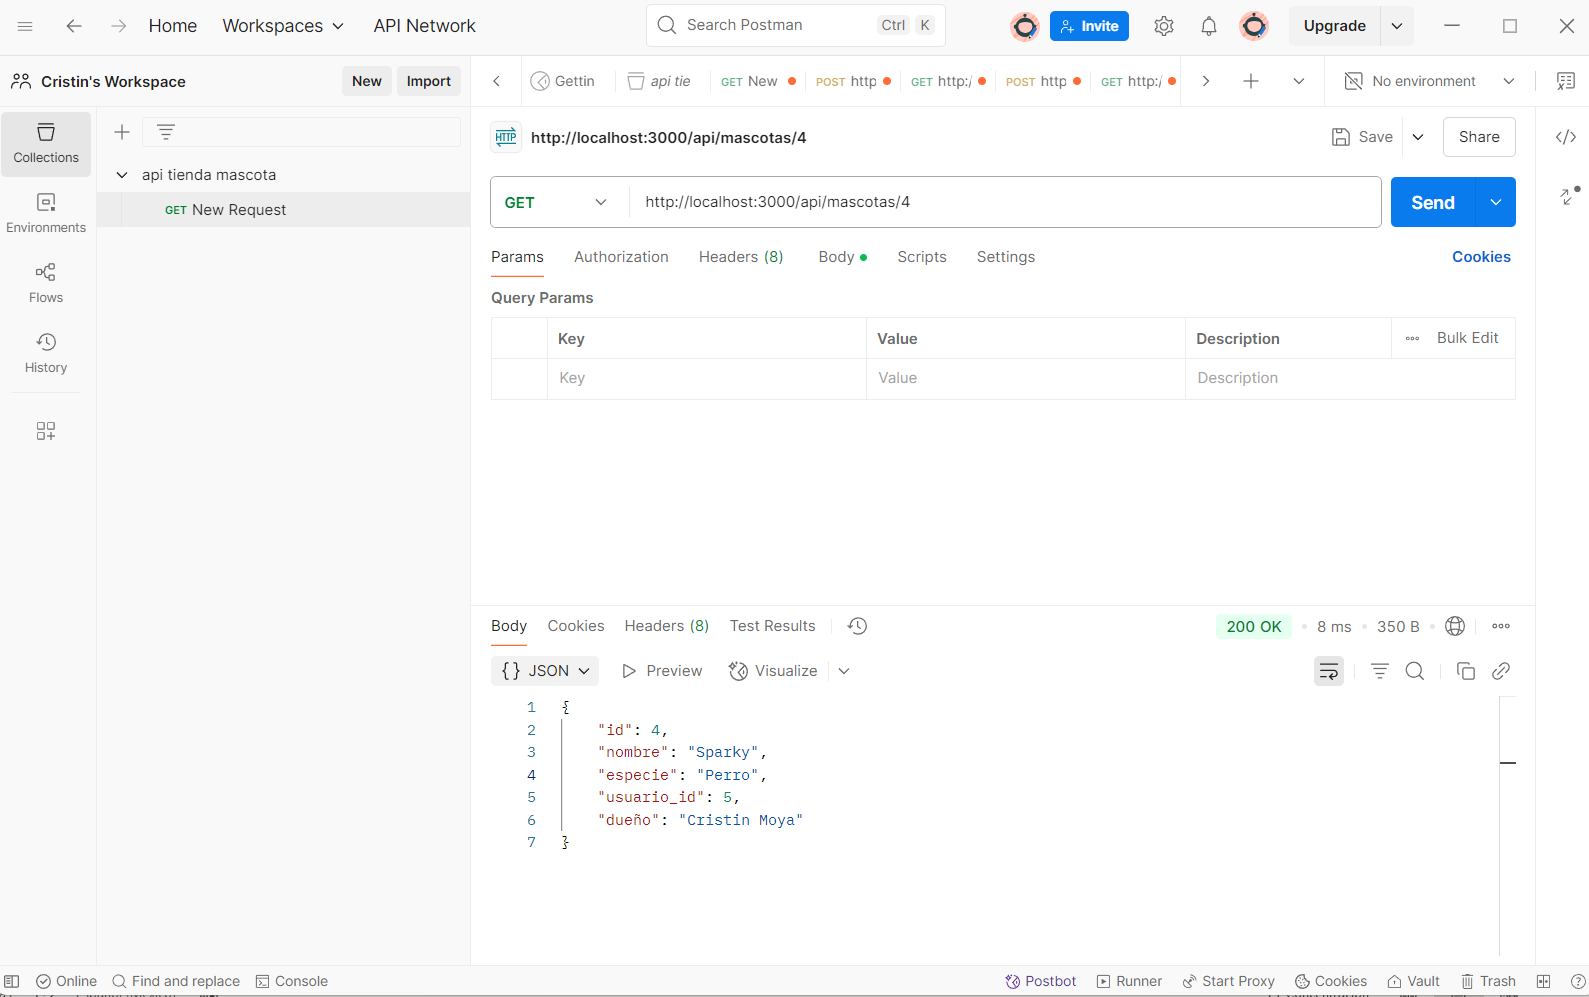 Home Workspaces API Network Search Postman Ctrl K Invite Upgrade
Cristin's Workspace New Import Gettin api tie GET New POST http GET http:/ POST http GET http:/ No environment
Collections
Environments
Flows
History
api tienda mascota
GET New Request
HTTP http://localhost:3000/api/mascotas/4 Save Share
GET http://localhost:3000/api/mascotas/4 Send
Params Authorization Headers (8) Body Scripts Settings Cookies
Query Params
Key Value Description Bulk Edit
Key Value Description
Body Cookies Headers (8) Test Results 200 OK 8 ms 350 B
{} JSON Preview Visualize
1 {
2 "id": 4,
3 "nombre": "Sparky",
4 "especie": "Perro",
5 "usuario_id": 5,
6 "dueño": "Cristin Moya"
7 }
Online Find and replace Console Postbot Runner Start Proxy Cookies Vault Trash